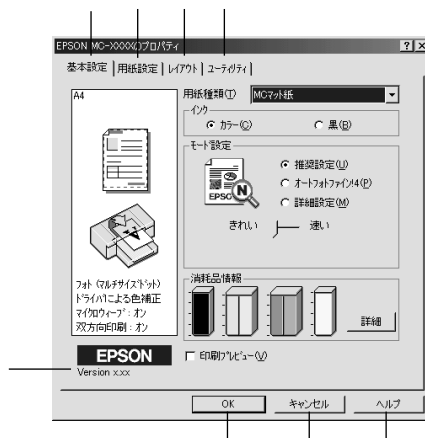 EPSON MC-XXXXのプロパティ
基本設定 用紙設定 レイアウト ユーティリティ
A4
用紙種類(T) MCマット紙
インク
カラー(C) 黒(B)
モード設定
推奨設定(U)
オートフォトファイン!4(P)
詳細設定(M)
EPSON
N
きれい 速い
フォト (マルチサイズドット)
ドライバによる色補正
マイクロウィーブ：オン
双方向印刷：オン
消耗品情報
詳細
EPSON
Version x.xx
印刷プレビュー(V)
OK キャンセル ヘルプ